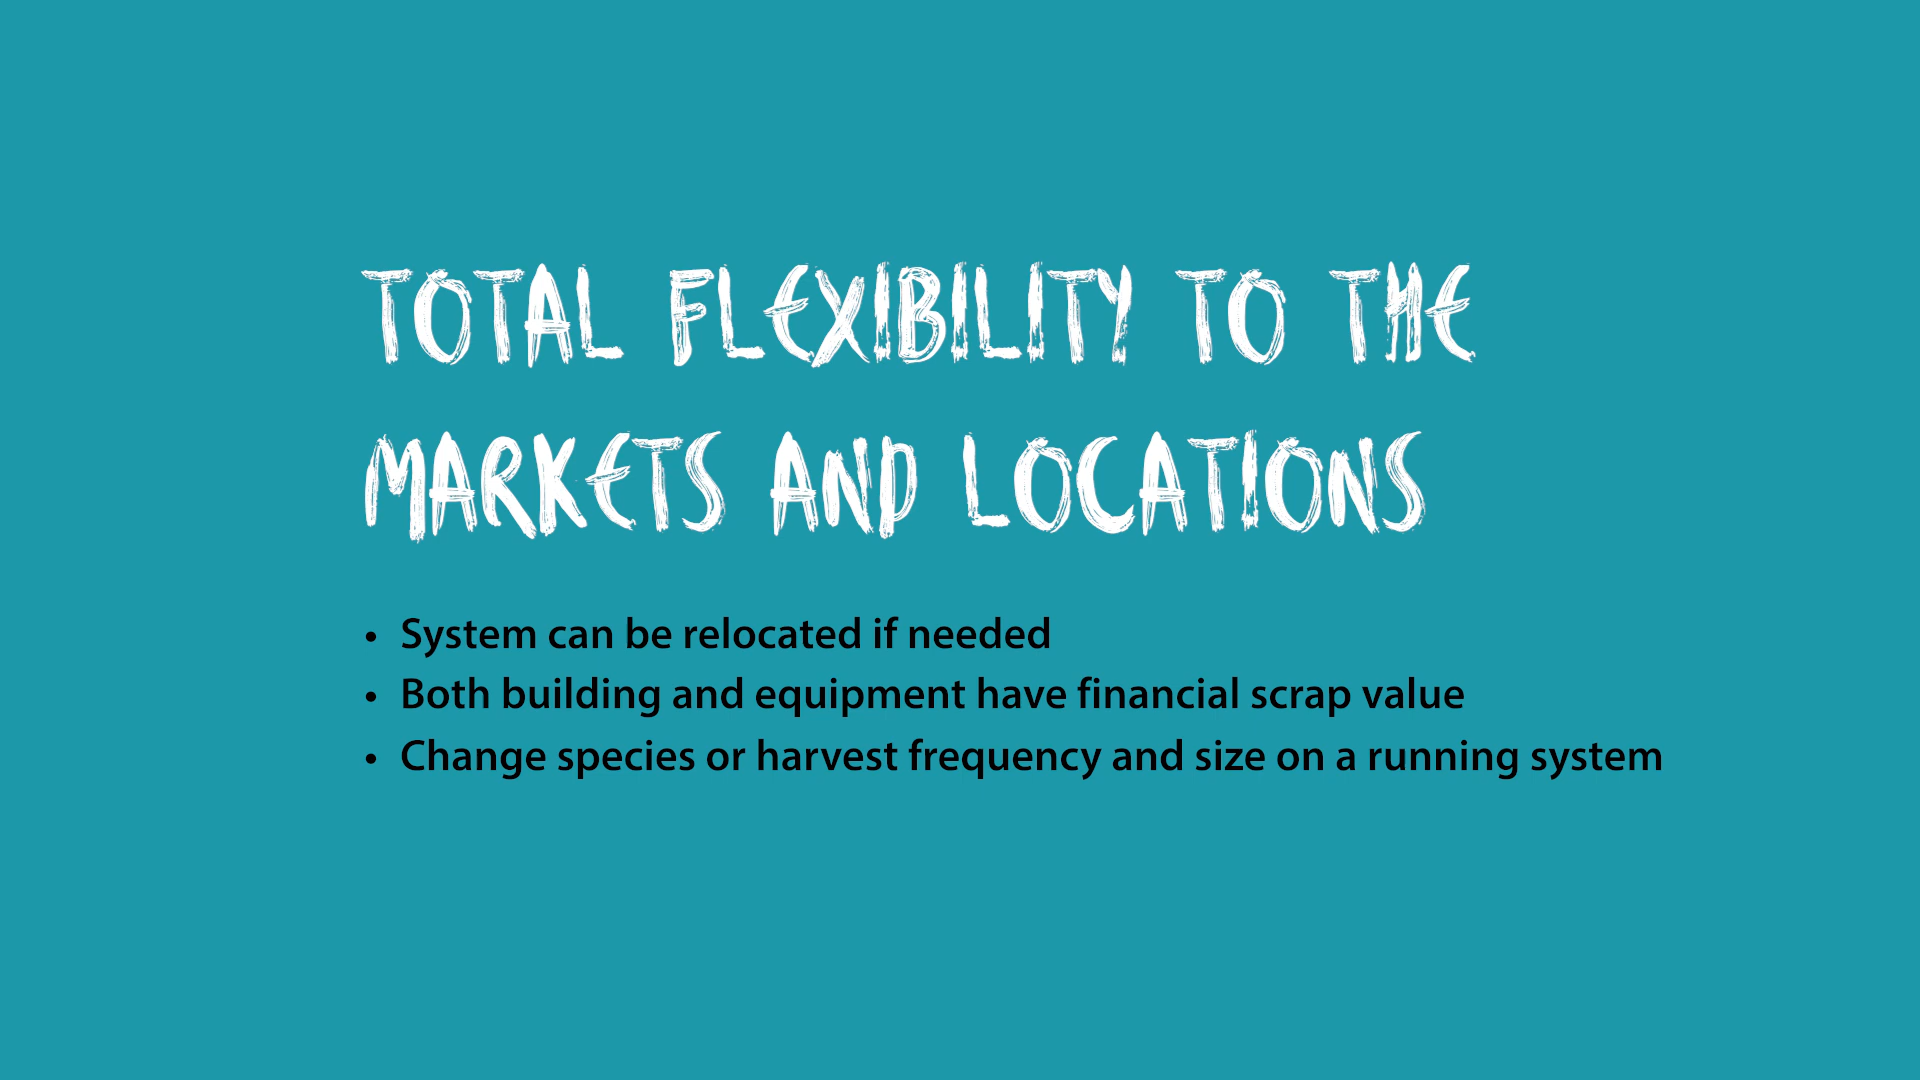 TOTAL FLEXIBILITY TO THE
MARKETS AND LOCATIONS
• System can be relocated if needed
• Both building and equipment have financial scrap value
• Change species or harvest frequency and size on a running system